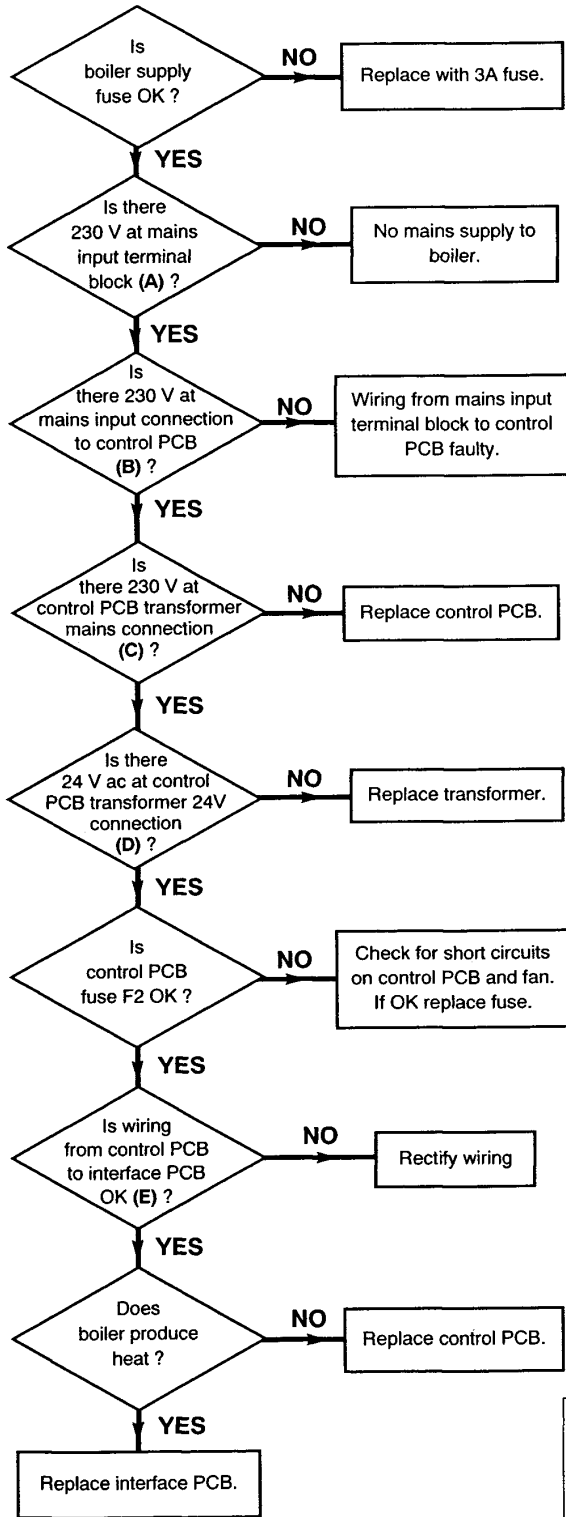 Is
boiler supply
fuse OK ?
NO
Replace with 3A fuse.
YES
Is there
230 V at mains
input terminal
block (A) ?
NO
No mains supply to
boiler.
YES
Is
there 230 V at
mains input connection
to control PCB
(B) ?
NO
Wiring from mains input
terminal block to control
PCB faulty.
YES
Is
there 230 V at
control PCB transformer
mains connection
(C) ?
NO
Replace control PCB.
YES
Is there
24 V ac at control
PCB transformer 24V
connection
(D) ?
NO
Replace transformer.
YES
Is
control PCB
fuse F2 OK ?
NO
Check for short circuits
on control PCB and fan.
If OK replace fuse.
YES
Is wiring
from control PCB
to interface PCB
OK (E) ?
NO
Rectify wiring
YES
Does
boiler produce
heat ?
NO
Replace control PCB.
YES
Replace interface PCB.